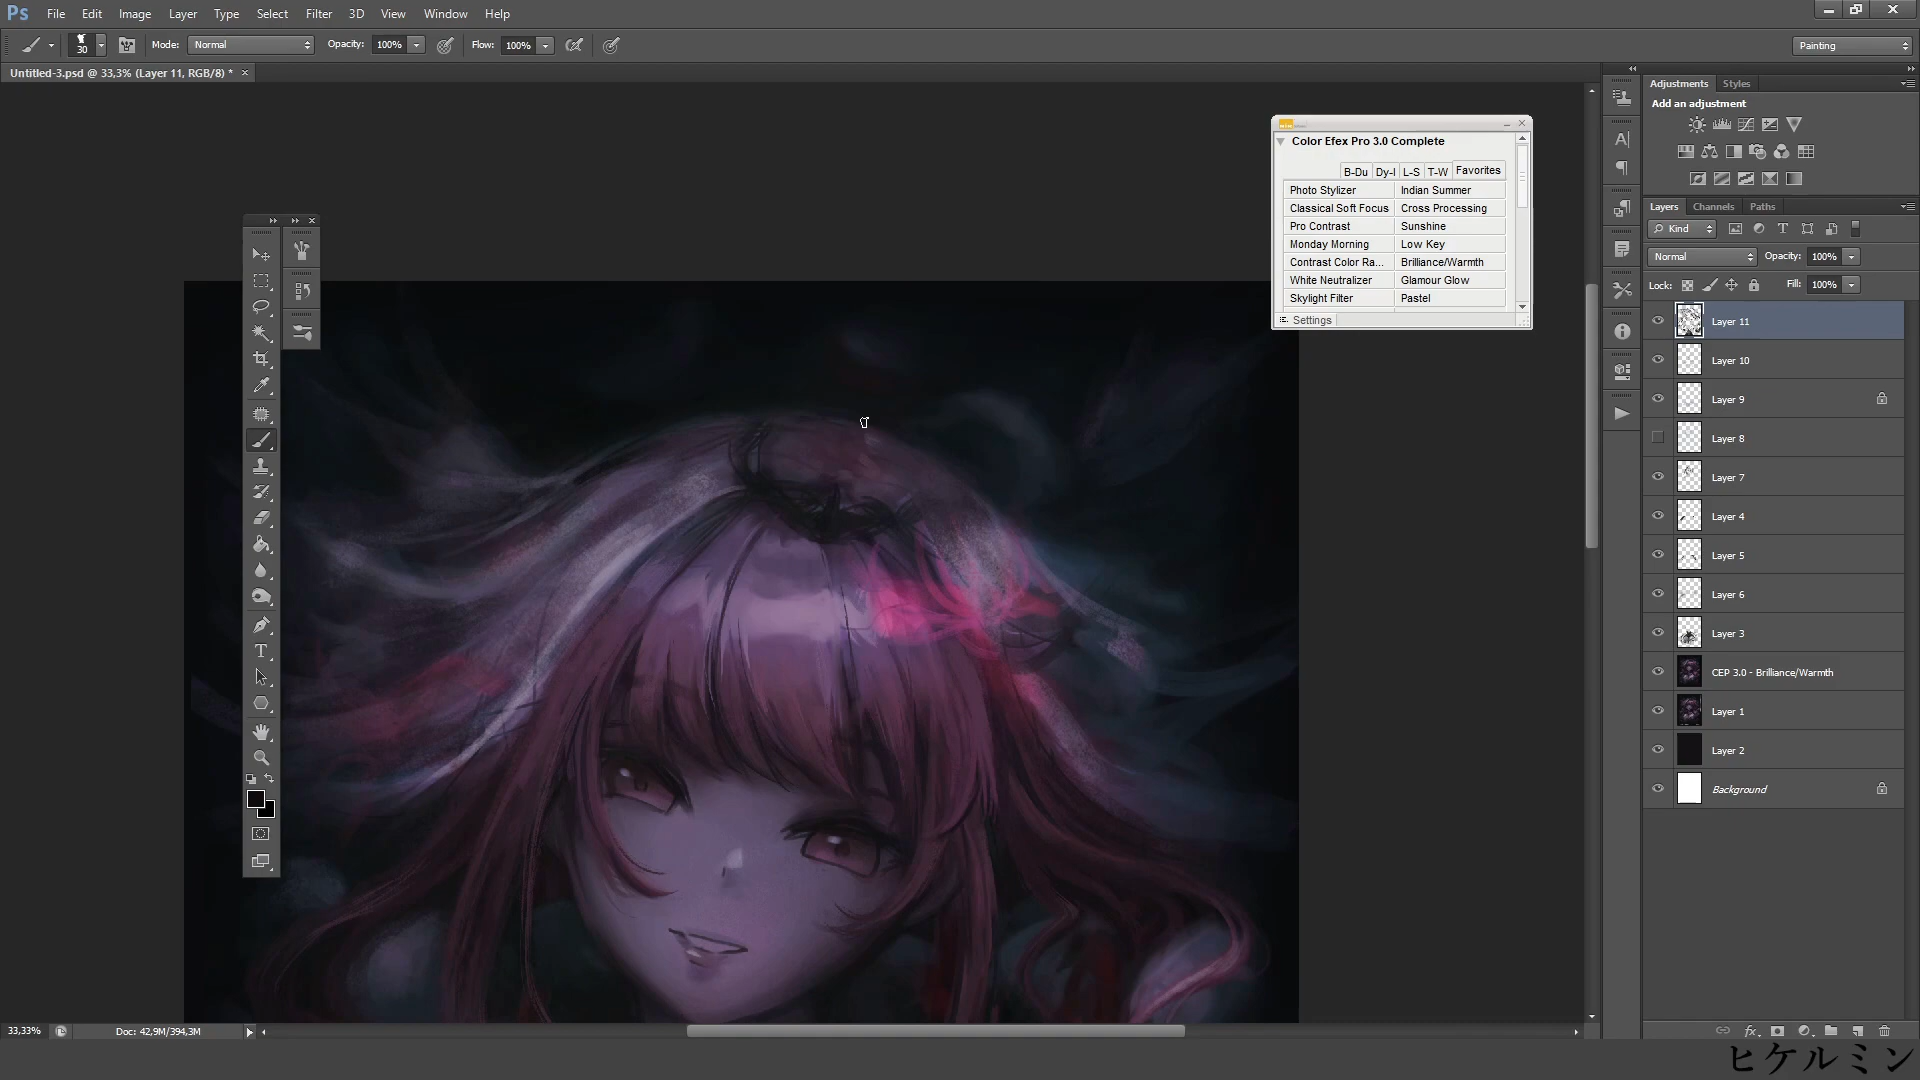 Ps File Edit Image Layer Type Select Filter 3D View Window Help
30 Mode: Normal Opacity: 100% Flow: 100% Painting
Untitled-3.psd @ 33,3% (Layer 11, RGB/8) * ×
Color Efex Pro 3.0 Complete
B-Du Dy-I L-S T-W Favorites
Photo Stylizer Indian Summer
Classical Soft Focus Cross Processing
Pro Contrast Sunshine
Monday Morning Low Key
Contrast Color Ra... Brilliance/Warmth
White Neutralizer Glamour Glow
Skylight Filter Pastel
Settings
Adjustments Styles
Add an adjustment
Layers Channels Paths
Kind
Normal Opacity: 100%
Lock: Fill: 100%
Layer 11
Layer 10
Layer 9
Layer 8
Layer 7
Layer 4
Layer 5
Layer 6
Layer 3
CEP 3.0 - Brilliance/Warmth
Layer 1
Layer 2
Background
33,33% Doc: 42,9M/394,3M
ヒケルミン